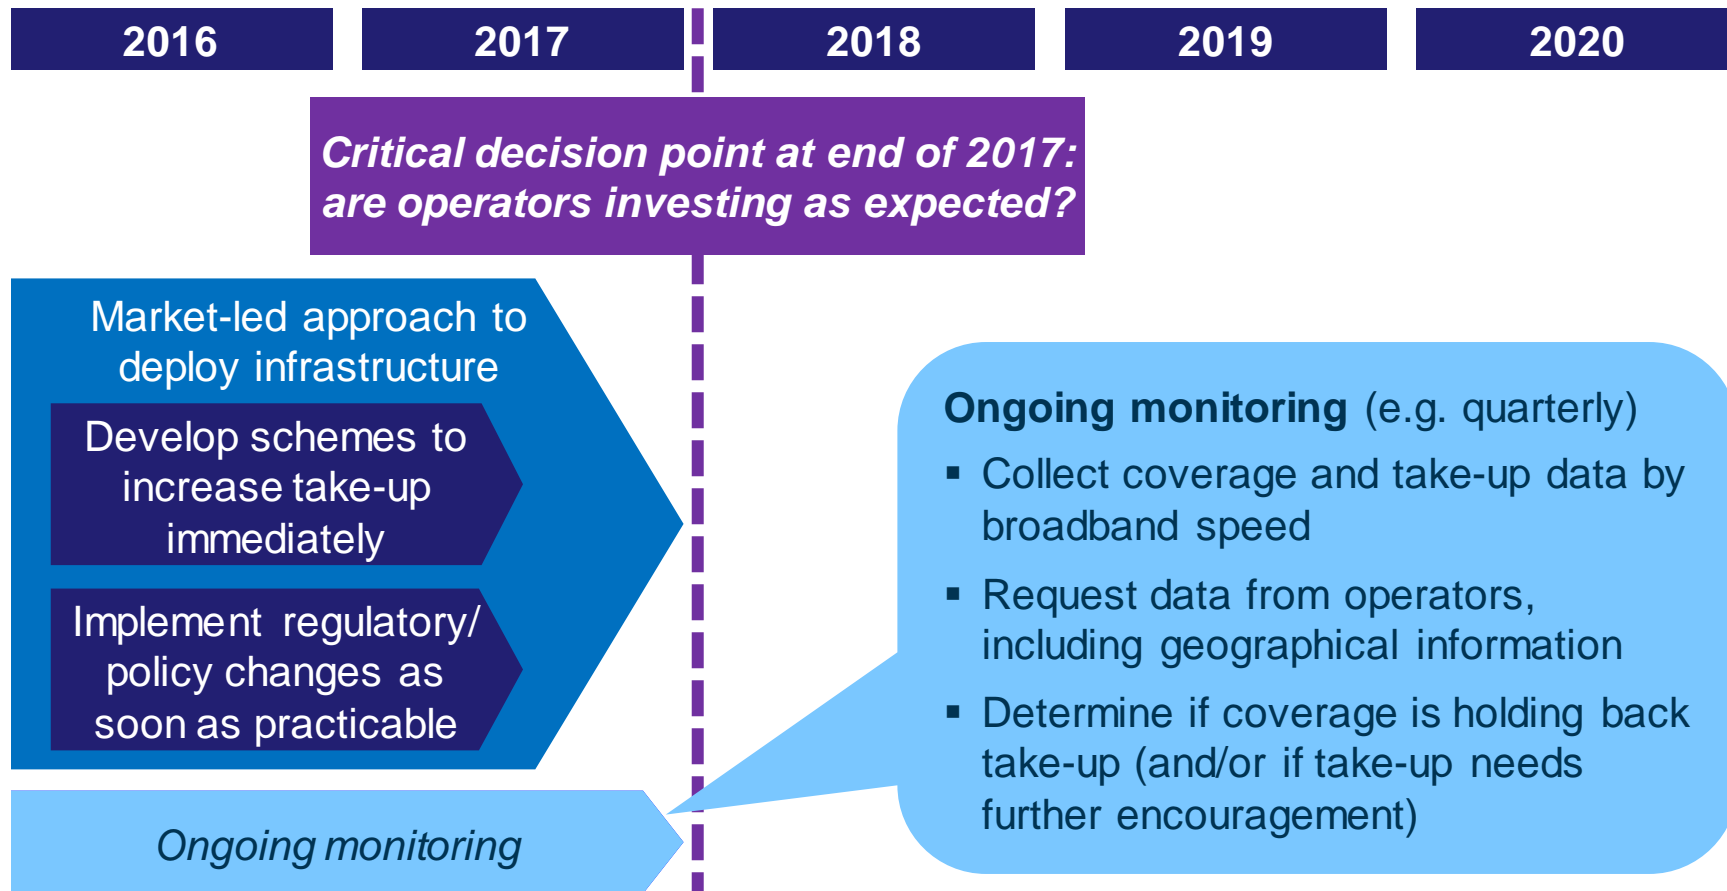 2016 2017 2018 2019 2020
Critical decision point at end of 2017:
are operators investing as expected?
Market-led approach to
deploy infrastructure
Develop schemes to
increase take-up
immediately
Implement regulatory/
policy changes as
soon as practicable
Ongoing monitoring
Ongoing monitoring (e.g. quarterly)
▪ Collect coverage and take-up data by
broadband speed
▪ Request data from operators,
including geographical information
▪ Determine if coverage is holding back
take-up (and/or if take-up needs
further encouragement)